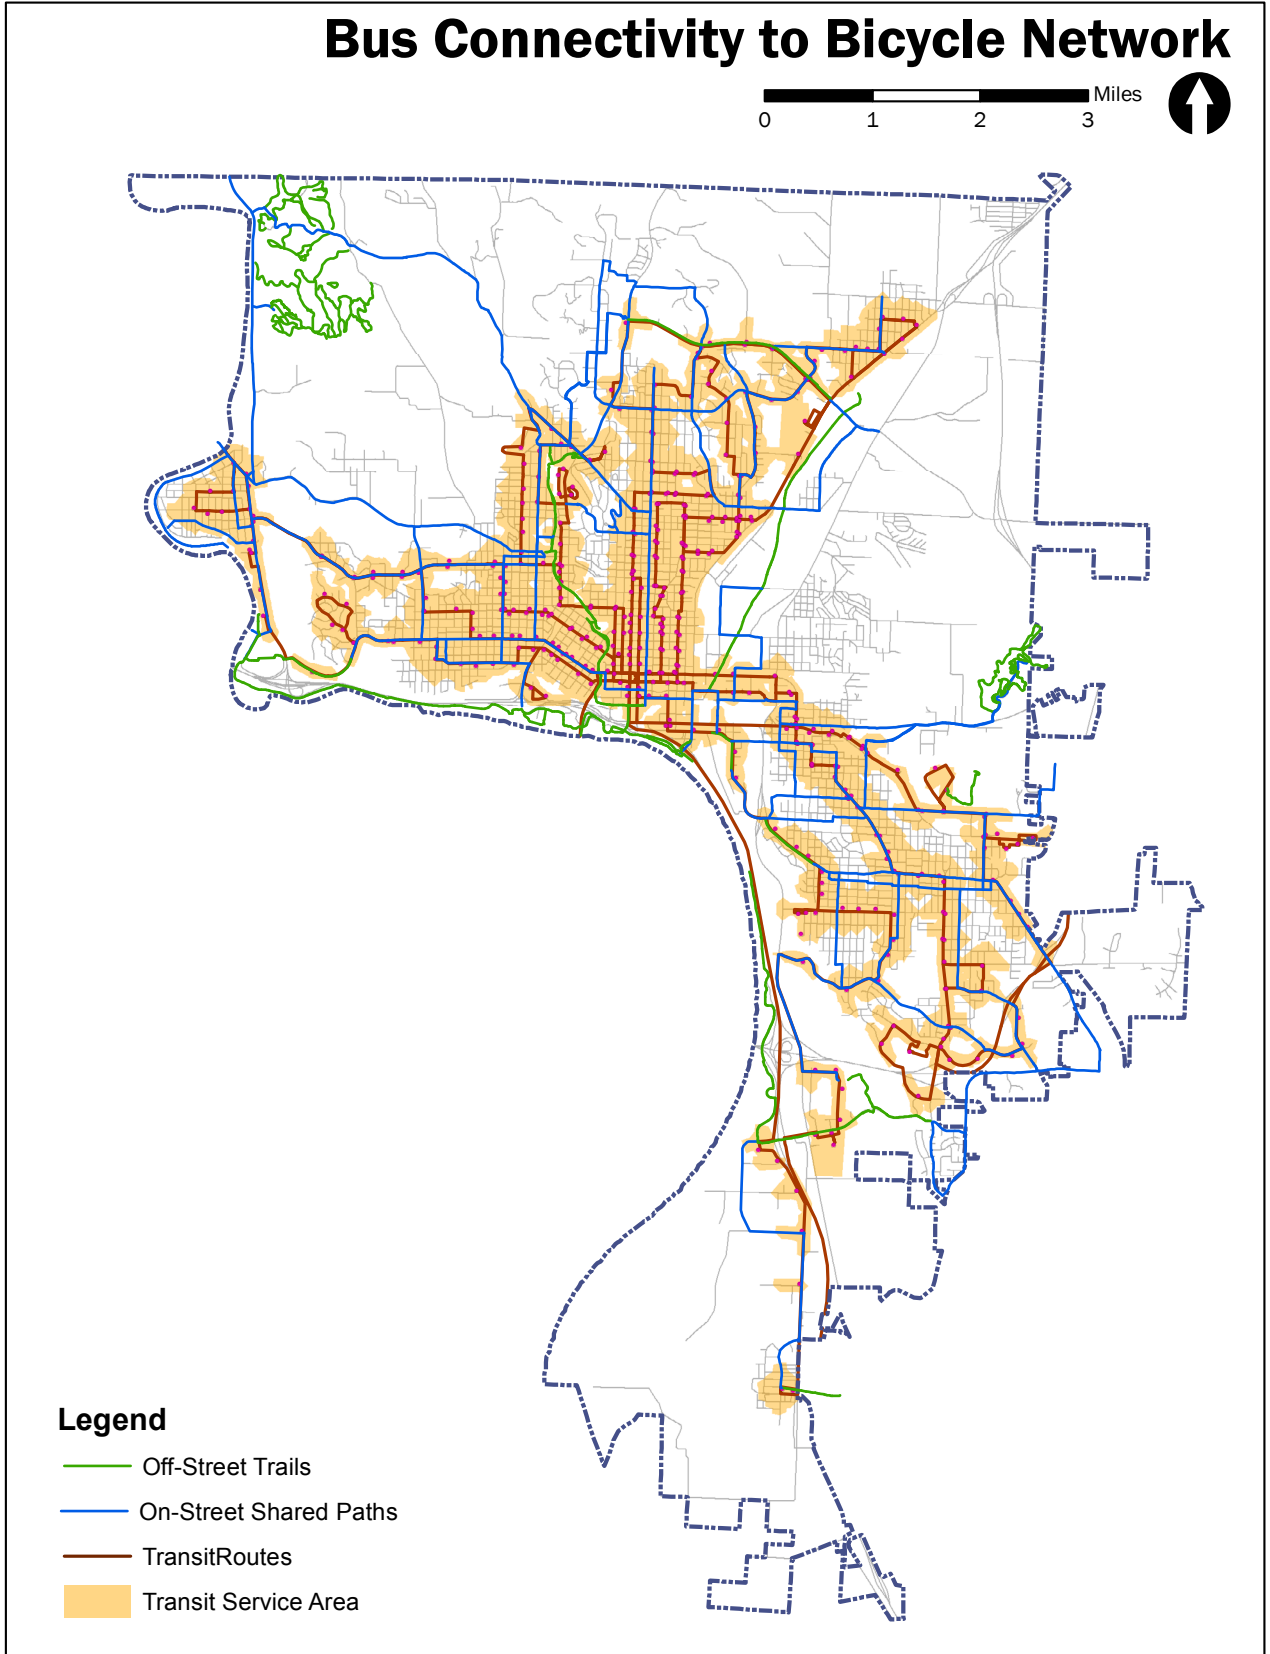 Bus Connectivity to Bicycle Network
Miles
0 1 2 3
Legend
Off-Street Trails
On-Street Shared Paths
TransitRoutes
Transit Service Area